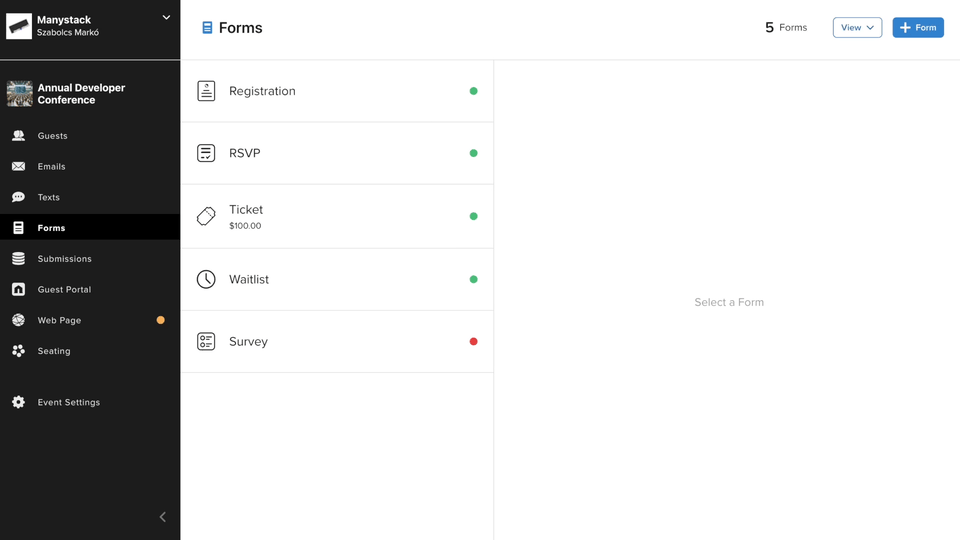 Manystack
Szabolcs Markó
Annual Developer
Conference
Guests
Emails
Texts
Forms
Submissions
Guest Portal
Web Page
Seating
Event Settings
Forms
5 Forms
View
Form
Registration
RSVP
Ticket
$100.00
Waitlist
Survey
Select a Form